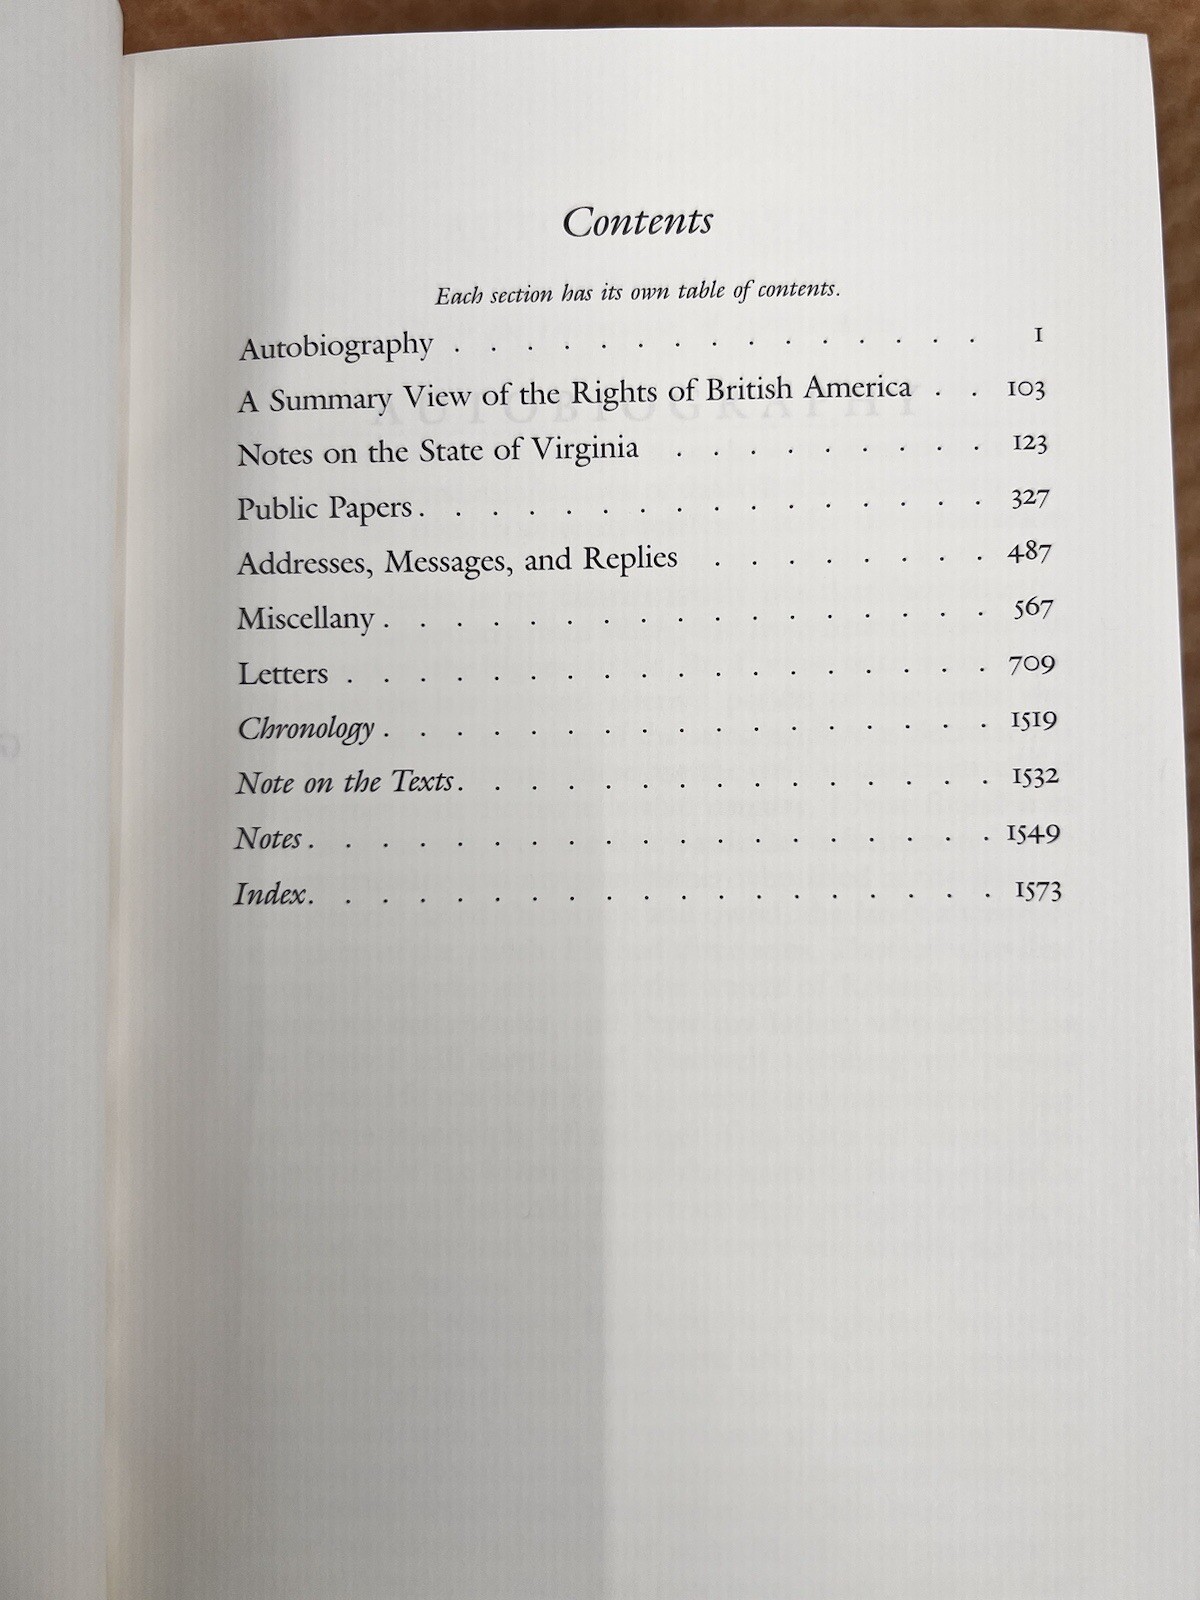 Contents
Each section has its own table of contents.
Autobiography . . . . . . . . . . . . . . . 1
A Summary View of the Rights of British America . . 103
Notes on the State of Virginia . . . . . . . . . 123
Public Papers . . . . . . . . . . . . . . . . 327
Addresses, Messages, and Replies . . . . . . . . 487
Miscellany . . . . . . . . . . . . . . . . . 567
Letters . . . . . . . . . . . . . . . . . . 709
Chronology . . . . . . . . . . . . . . . . . 1519
Note on the Texts . . . . . . . . . . . . . . . 1532
Notes . . . . . . . . . . . . . . . . . . . 1549
Index . . . . . . . . . . . . . . . . . . . 1573